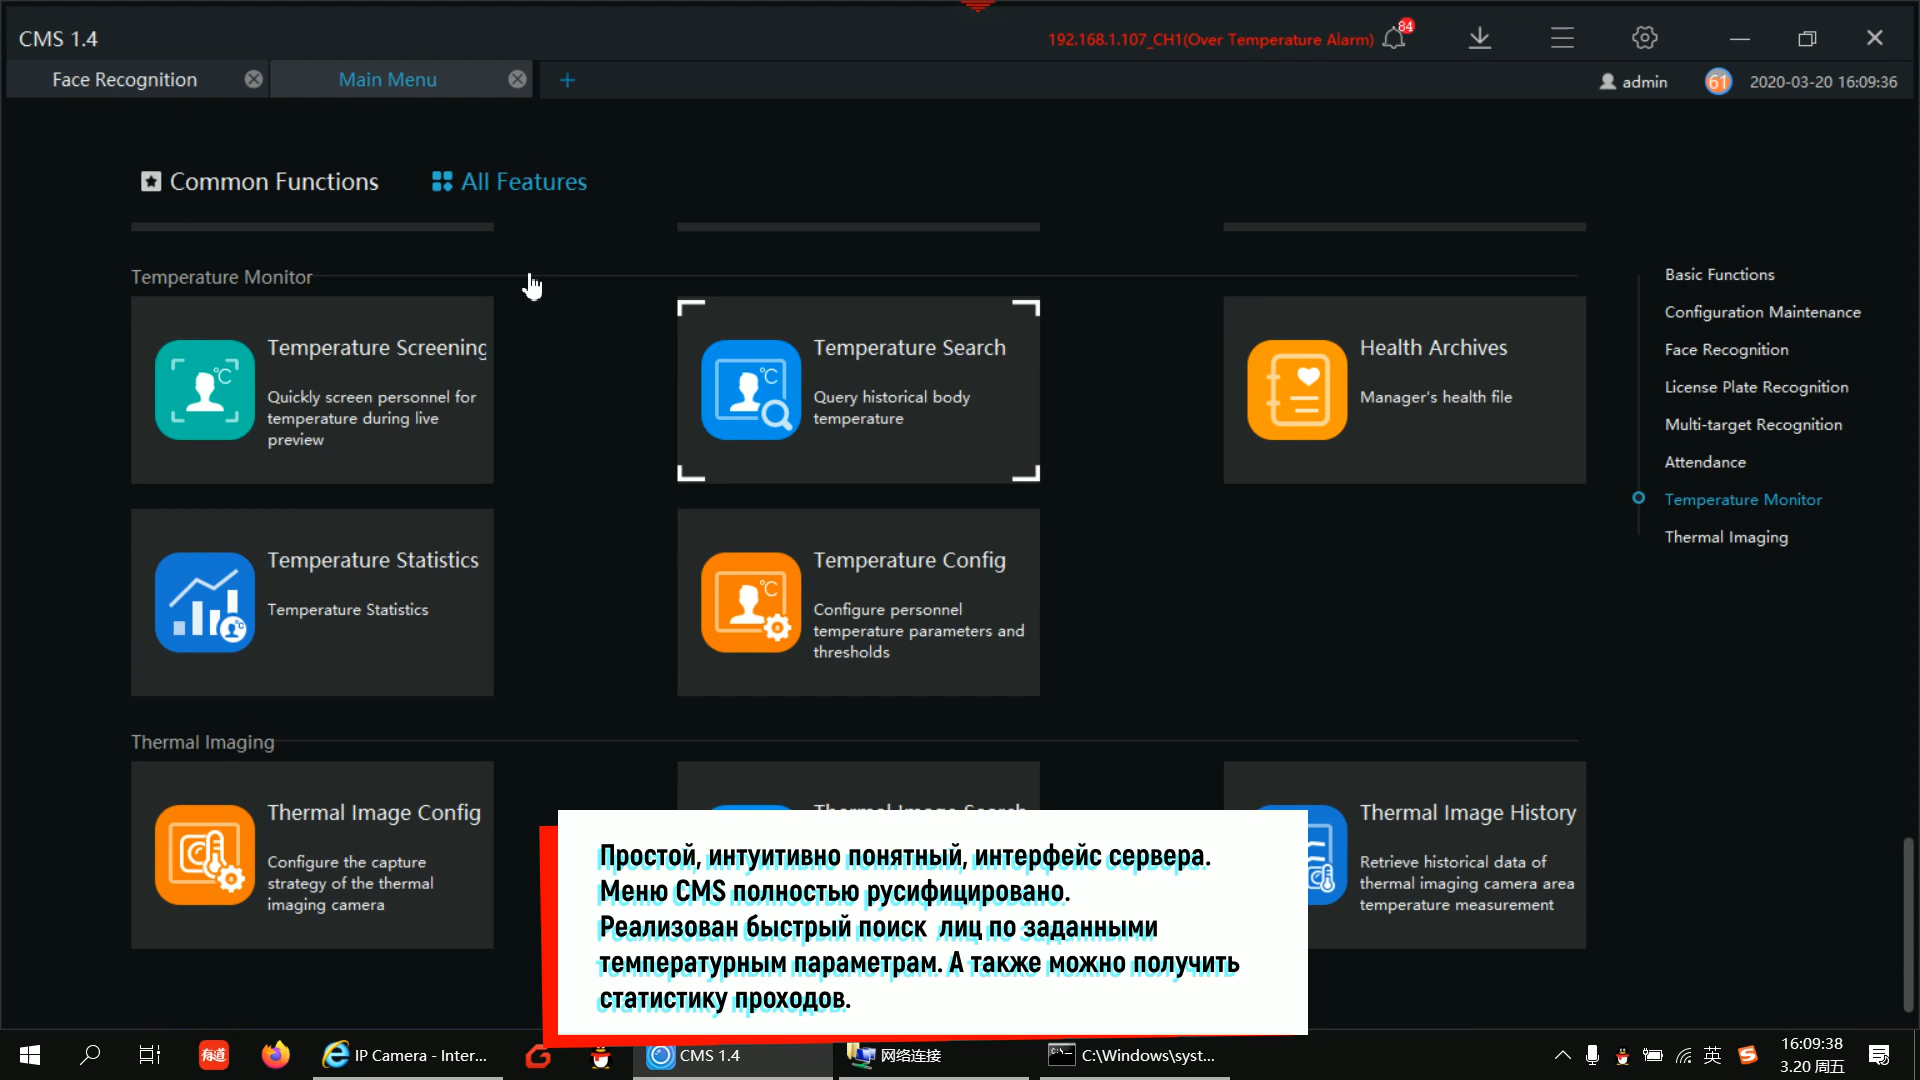 CMS 1.4
192.168.1.107_CH1(Over Temperature Alarm)
84
Face Recognition
Main Menu
admin
61
2020-03-20 16:09:36
Common Functions
All Features
Temperature Monitor
Temperature Screening
Quickly screen personnel for
temperature during live
preview
Temperature Search
Query historical body
temperature
Health Archives
Manager's health file
Temperature Statistics
Temperature Statistics
Temperature Config
Configure personnel
temperature parameters and
thresholds
Basic Functions
Configuration Maintenance
Face Recognition
License Plate Recognition
Multi-target Recognition
Attendance
Temperature Monitor
Thermal Imaging
Thermal Imaging
Thermal Image Config
Configure the capture
strategy of the thermal
imaging camera
Thermal Image Search
Thermal Image History
Retrieve historical data of
thermal imaging camera area
temperature measurement
Простой, интуитивно понятный, интерфейс сервера.
Меню CMS полностью русифицировано.
Реализован быстрый поиск лиц по заданными
температурным параметрам. А также можно получить
статистику проходов.
有道
IP Camera - Inter...
CMS 1.4
网络连接
C:\Windows\syst...
英
16:09:38
3.20 周五